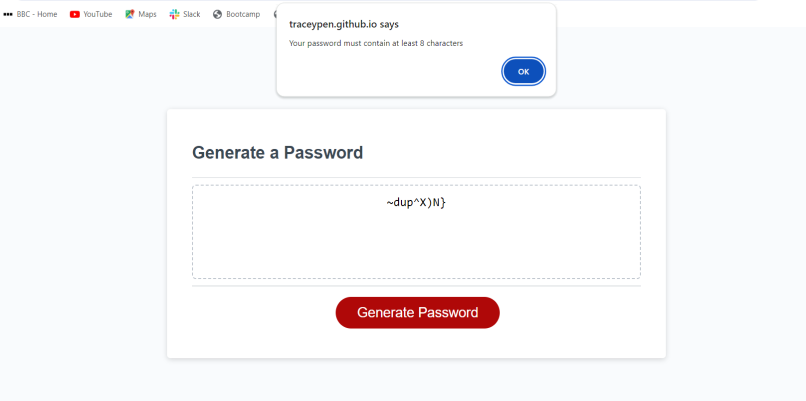 BBC - Home YouTube Maps Slack Bootcamp
traceypen.github.io says
Your password must contain at least 8 characters
OK
Generate a Password
~dup^X)N}
Generate Password